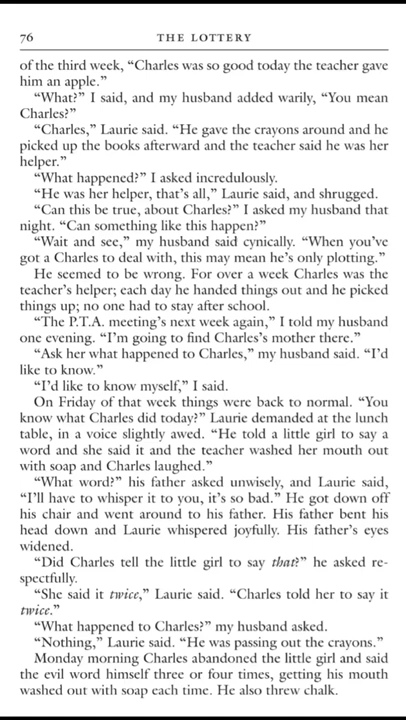 76 THE LOTTERY
of the third week, “Charles was so good today the teacher gave
him an apple.”
“What?” I said, and my husband added warily, “You mean
Charles?”
“Charles,” Laurie said. “He gave the crayons around and he
picked up the books afterward and the teacher said he was her
helper.”
“What happened?” I asked incredulously.
“He was her helper, that’s all,” Laurie said, and shrugged.
“Can this be true, about Charles?” I asked my husband that
night. “Can something like this happen?”
“Wait and see,” my husband said cynically. “When you’ve
got a Charles to deal with, this may mean he’s only plotting.”
He seemed to be wrong. For over a week Charles was the
teacher’s helper; each day he handed things out and he picked
things up; no one had to stay after school.
“The P.T.A. meeting’s next week again,” I told my husband
one evening. “I’m going to find Charles’s mother there.”
“Ask her what happened to Charles,” my husband said. “I’d
like to know.”
“I’d like to know myself,” I said.
On Friday of that week things were back to normal. “You
know what Charles did today?” Laurie demanded at the lunch
table, in a voice slightly awed. “He told a little girl to say a
word and she said it and the teacher washed her mouth out
with soap and Charles laughed.”
“What word?” his father asked unwisely, and Laurie said,
“I’ll have to whisper it to you, it’s so bad.” He got down off
his chair and went around to his father. His father bent his
head down and Laurie whispered joyfully. His father’s eyes
widened.
“Did Charles tell the little girl to say that?” he asked re-
spectfully.
“She said it twice,” Laurie said. “Charles told her to say it
twice.”
“What happened to Charles?” my husband asked.
“Nothing,” Laurie said. “He was passing out the crayons.”
Monday morning Charles abandoned the little girl and said
the evil word himself three or four times, getting his mouth
washed out with soap each time. He also threw chalk.